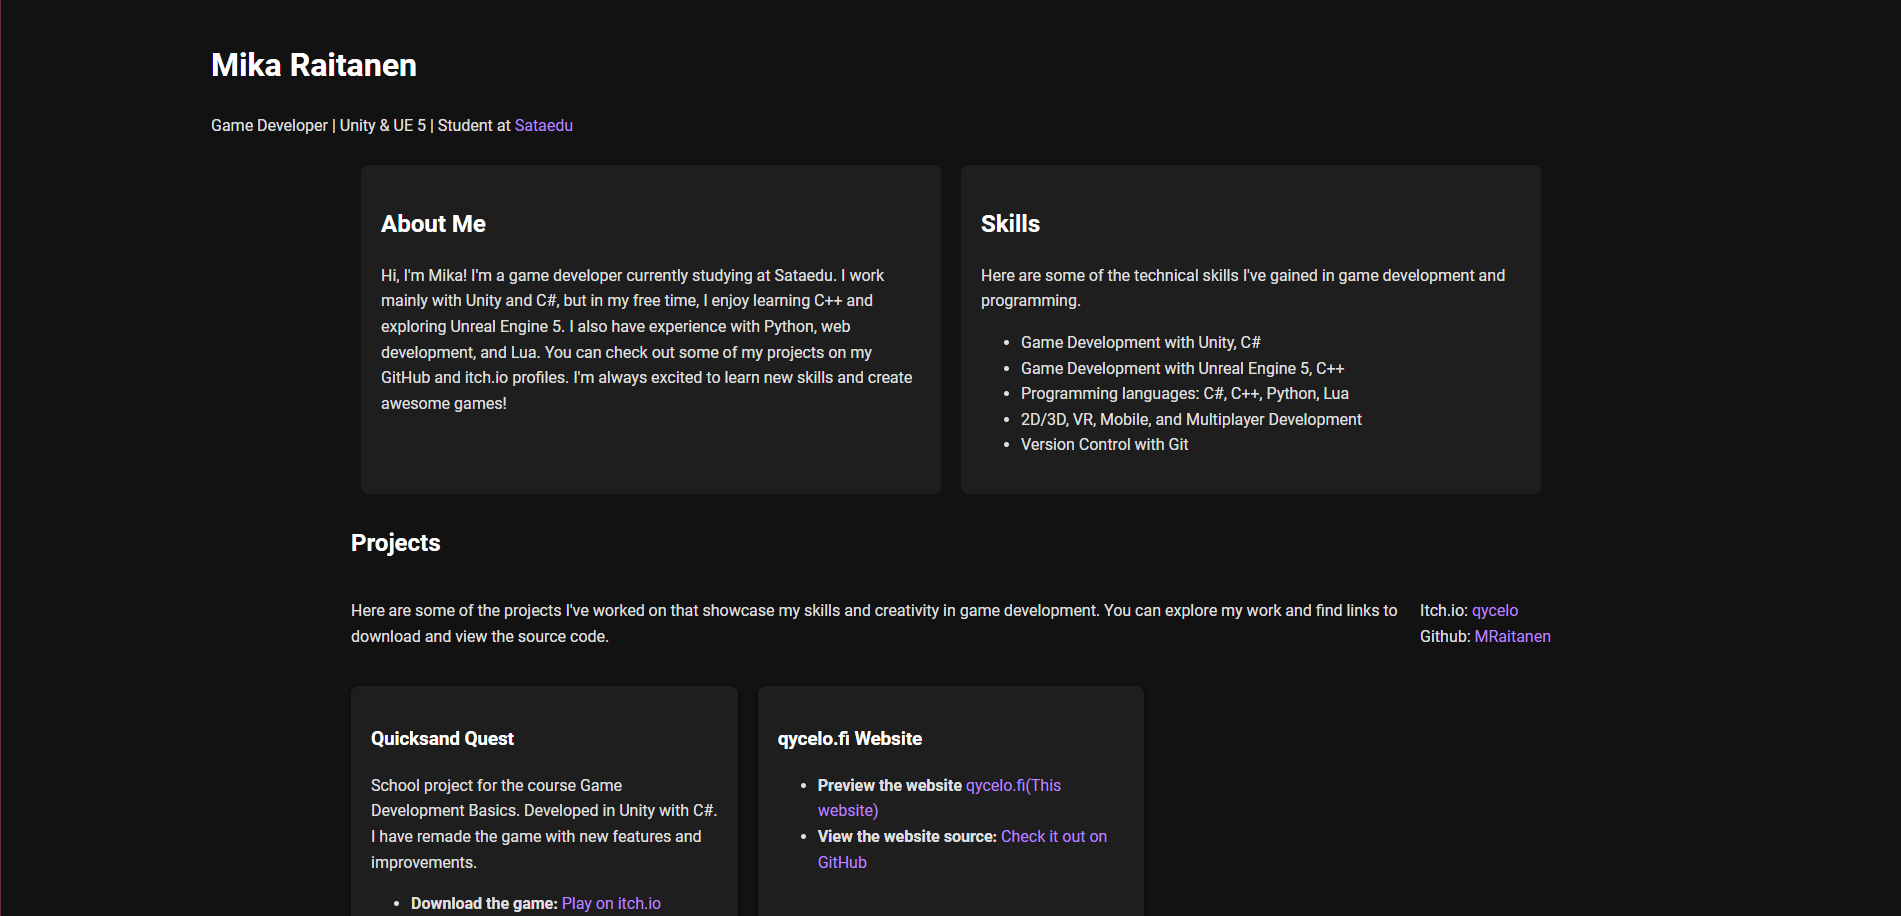 Mika Raitanen
Game Developer | Unity & UE 5 | Student at Sataedu
About Me
Hi, I'm Mika! I'm a game developer currently studying at Sataedu. I work
mainly with Unity and C#, but in my free time, I enjoy learning C++ and
exploring Unreal Engine 5. I also have experience with Python, web
development, and Lua. You can check out some of my projects on my
GitHub and itch.io profiles. I'm always excited to learn new skills and create
awesome games!
Skills
Here are some of the technical skills I've gained in game development and
programming.
• Game Development with Unity, C#
• Game Development with Unreal Engine 5, C++
• Programming languages: C#, C++, Python, Lua
• 2D/3D, VR, Mobile, and Multiplayer Development
• Version Control with Git
Projects
Here are some of the projects I've worked on that showcase my skills and creativity in game development. You can explore my work and find links to
download and view the source code.
Itch.io: qycelo
Github: MRaitanen
Quicksand Quest
School project for the course Game
Development Basics. Developed in Unity with C#.
I have remade the game with new features and
improvements.
• Download the game: Play on itch.io
qycelo.fi Website
• Preview the website qycelo.fi(This
website)
• View the website source: Check it out on
GitHub